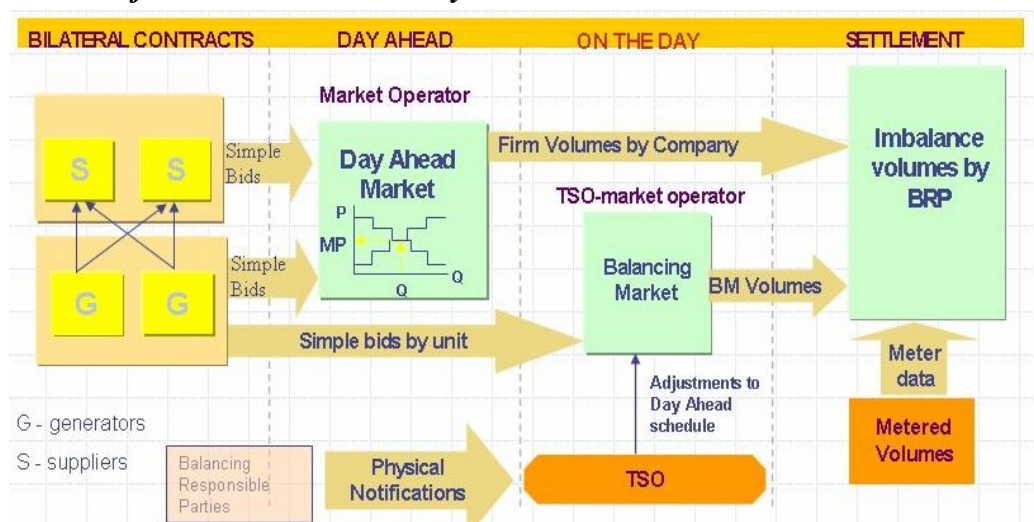 BILATERAL CONTRACTS
DAY AHEAD
ON THE DAY
SETTLEMENT
Market Operator
S
S
Simple
Bids
Day Ahead
Market
P
MP
Q
Q
Firm Volumes by Company
Imbalance
volumes by
BRP
TSO-market operator
G
G
Simple
Bids
Balancing
Market
BM Volumes
Simple bids by unit
Meter
data
Adjustments to
Day Ahead
schedule
G - generators
S - suppliers
Balancing
Responsible
Parties
Physical
Notifications
TSO
Metered
Volumes